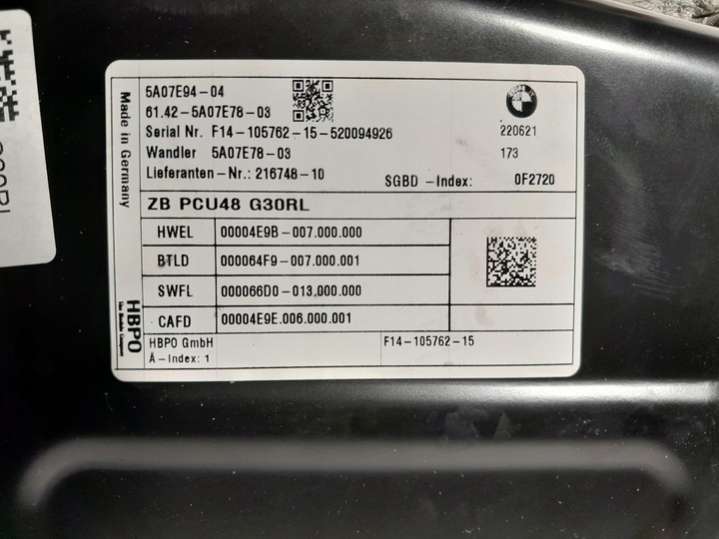 5A07E94-04
61.42-5A07E78-03
Serial Nr. F14-105762-15-520094926
220621
Wandler 5A07E78-03
173
Lieferanten-Nr.: 216748-10
SGBD -Index: 0F2720
Made in Germany
ZB PCU48 G30RL
HWEL 00004E9B-007.000.000
BTLD 000064F9-007.000.001
SWFL 000066D0-013.000.000
CAFD 00004E9E.006.000.001
HBPO
HBPO GmbH
F14-105762-15
Ä-Index: 1